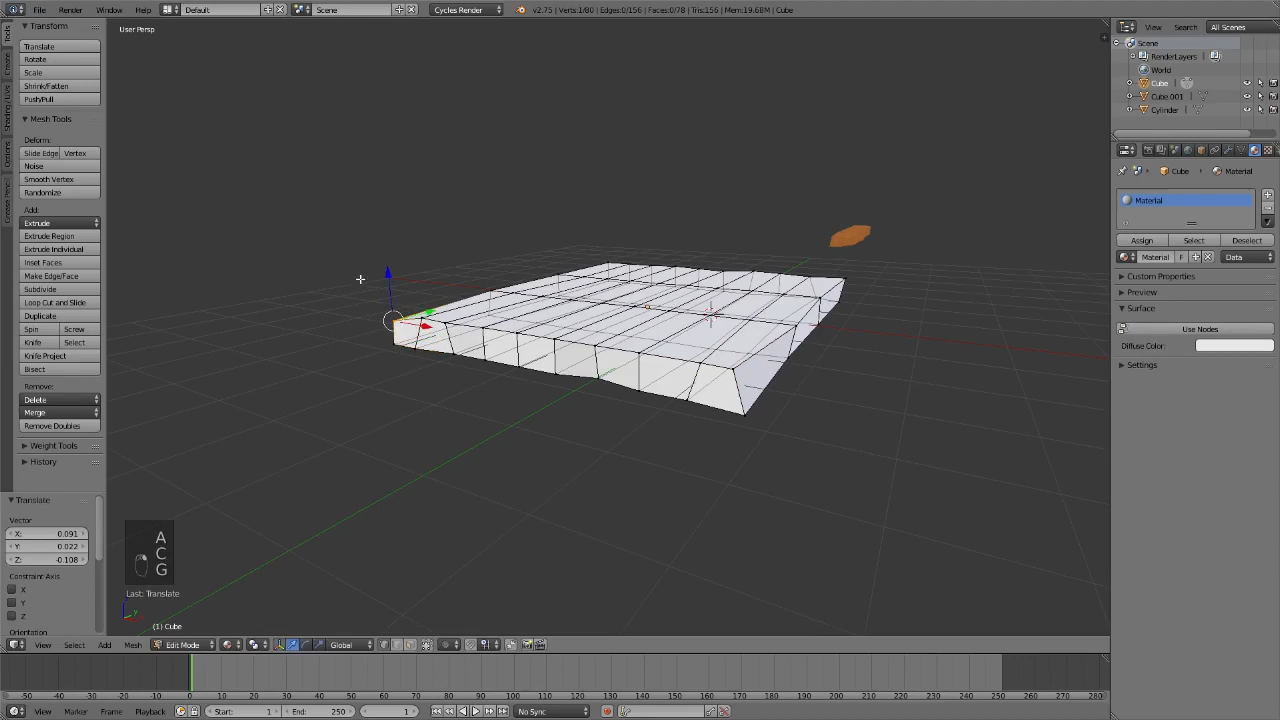 File Render Window Help Default Scene Cycles Render v2.75 | Verts:1/80 | Edges:0/156 | Faces:0/78 | Tris:156 | Mem:19.68M | Cube
View Search All Scenes
Transform
User Persp
Scene
Translate
RenderLayers
Rotate
World
Scale
Cube
Shrink/Fatten
Cube.001
Push/Pull
Cylinder
Mesh Tools
Deform:
Slide Edge Vertex
Noise
Cube Material
Smooth Vertex
Randomize
Material
Add:
Extrude
Extrude Region
Assign Select Deselect
Extrude Individual
Material F Data
Inset Faces
Make Edge/Face
Custom Properties
Subdivide
Preview
Loop Cut and Slide
Surface
Duplicate
Use Nodes
Spin Screw
Knife Select
Diffuse Color:
Knife Project
Settings
Bisect
Remove:
Delete
Merge
Remove Doubles
Weight Tools
History
Translate
Vector
X: 0.091
Y: 0.022
Z: -0.108
Constraint Axis
X
Y
Z
Orientation
A
C
G
Last: Translate
y
(1) Cube
View Select Add Mesh Edit Mode Global
-50 -40 -30 -20 -10 0 10 20 30 40 50 60 70 80 90 100 110 120 130 140 150 160 170 180 190 200 210 220 230 240 250 260 270 280
View Marker Frame Playback Start: 1 End: 250 1 No Sync
Tools
Create
Shading / UVs
Options
Grease Pencil